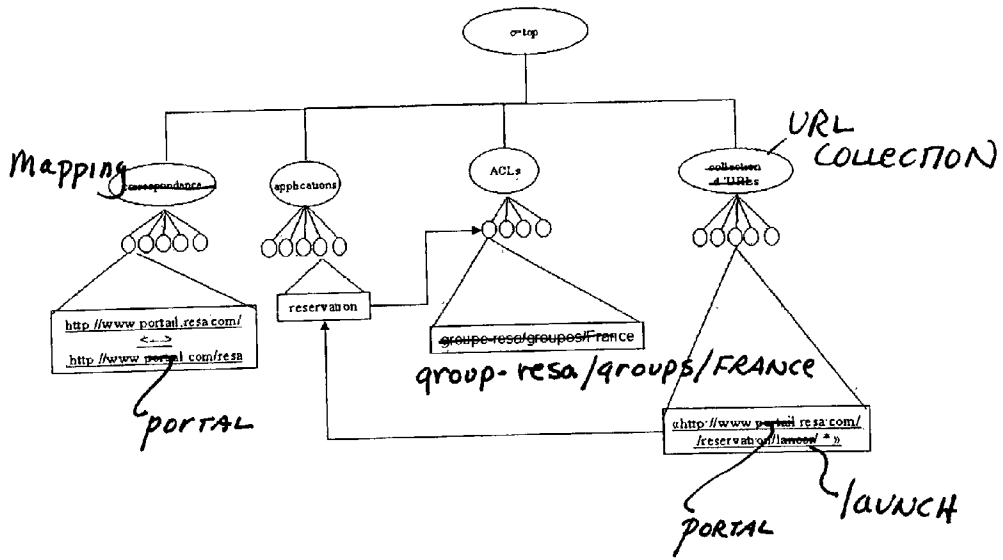 o=top
URL
COLLECTION
Mapping
correspondance
applications
ACLs
collection
d'URLs
reservation
http://www.portail.resa.com/
<--->
http://www.portail.com/resa
groupe-resa/groupes/France
group-resa/groups/FRANCE
PORTAL
«http://www.portail.resa.com/
/reservation/lancer/*»
PORTAL
LAUNCH